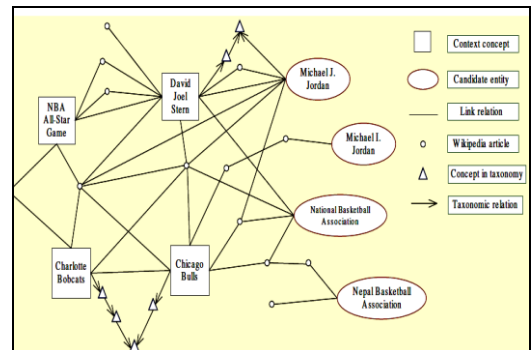 David
Joel
Stern
Michael J.
Jordan
NBA
All-Star
Game
Michael I.
Jordan
National Basketball
Association
Charlotte
Bobcats
Chicago
Bulls
Nepal Basketball
Association
Context concept
Candidate entity
Link relation
Wikipedia article
Concept in taxonomy
Taxonomic relation